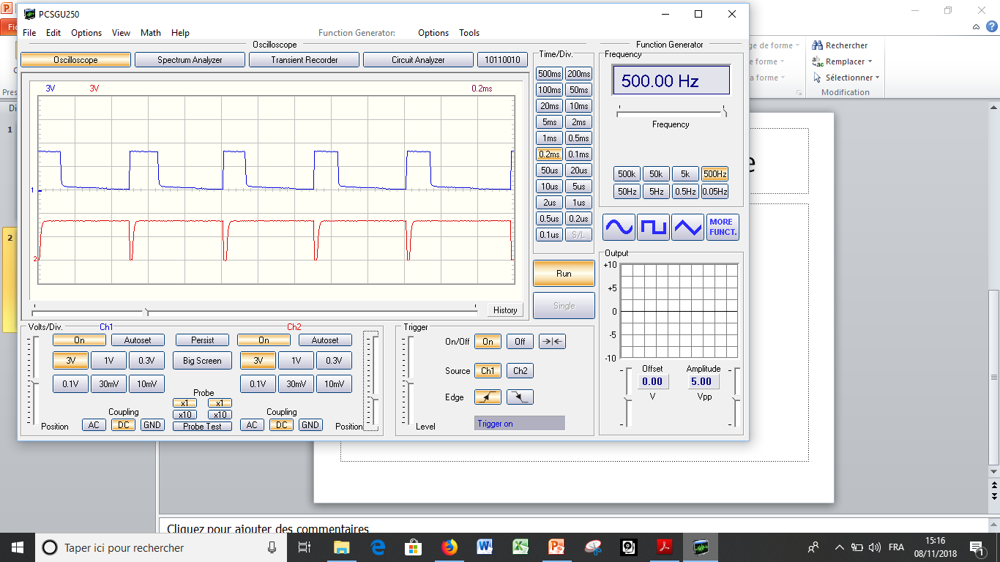 PCSGU250
File Edit Options View Math Help Function Generator: Options Tools
Oscilloscope
Function Generator
Oscilloscope Spectrum Analyzer Transient Recorder Circuit Analyzer 10110010
3V 3V 0.2ms
1
2
History
Time/Div.
500ms 200ms
100ms 50ms
20ms 10ms
5ms 2ms
1ms 0.5ms
0.2ms 0.1ms
50us 20us
10us 5us
2us 1us
0.5us 0.2us
0.1us S/L
Run
Single
Frequency
500.00 Hz
Frequency
500k 50k 5k 500Hz
50Hz 5Hz 0.5Hz 0.05Hz
MORE
FUNCT.
Output
+10
+5
0
-5
-10
Offset Amplitude
0.00 5.00
V Vpp
Volts/Div. Ch1 Ch2
On Autoset Persist On Autoset
3V 1V 0.3V Big Screen 3V 1V 0.3V
0.1V 30mV 10mV 0.1V 30mV 10mV
Probe
x1 x1
x10 x10
Probe Test
Coupling Coupling
Position AC DC GND AC DC GND Position
Trigger
On/Off On Off
Source Ch1 Ch2
Edge
Level Trigger on
ge de forme
e forme
a forme
Rechercher
Remplacer
Sélectionner
Modification
Fic
Pres
Di
1
2
e
Cliquez pour ajouter des commentaires
Taper ici pour rechercher
FRA
15:16
08/11/2018
1